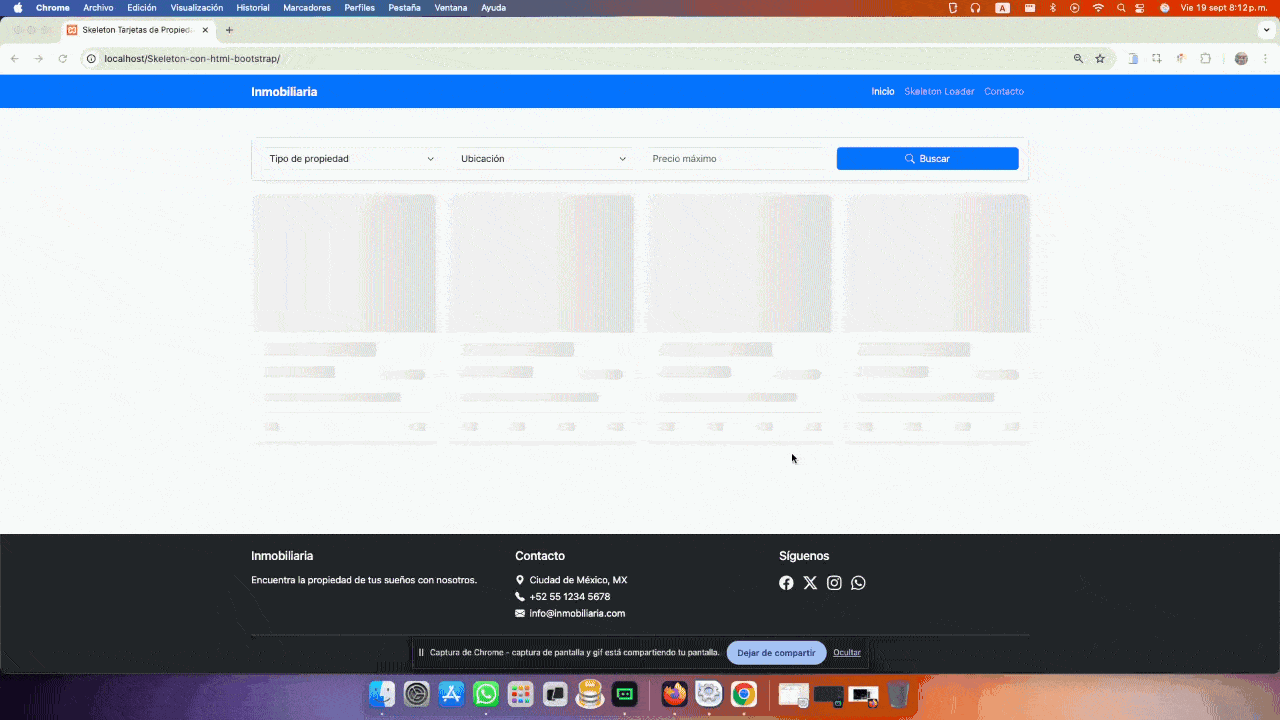 Chrome Archivo Edición Visualización Historial Marcadores Perfiles Pestaña Ventana Ayuda A Vie 19 sept 8:12 p.m.
Skeleton Tarjetas de Propied
localhost/Skeleton-con-html-bootstrap/
Inmobiliaria Inicio Skeleton Loader Contacto
Tipo de propiedad Ubicación Precio máximo Buscar
Inmobiliaria Contacto Síguenos
Encuentra la propiedad de tus sueños con nosotros. Ciudad de México, MX
+52 55 1234 5678
info@inmobiliaria.com
Captura de Chrome - captura de pantalla y gif está compartiendo tu pantalla. Dejar de compartir Ocultar